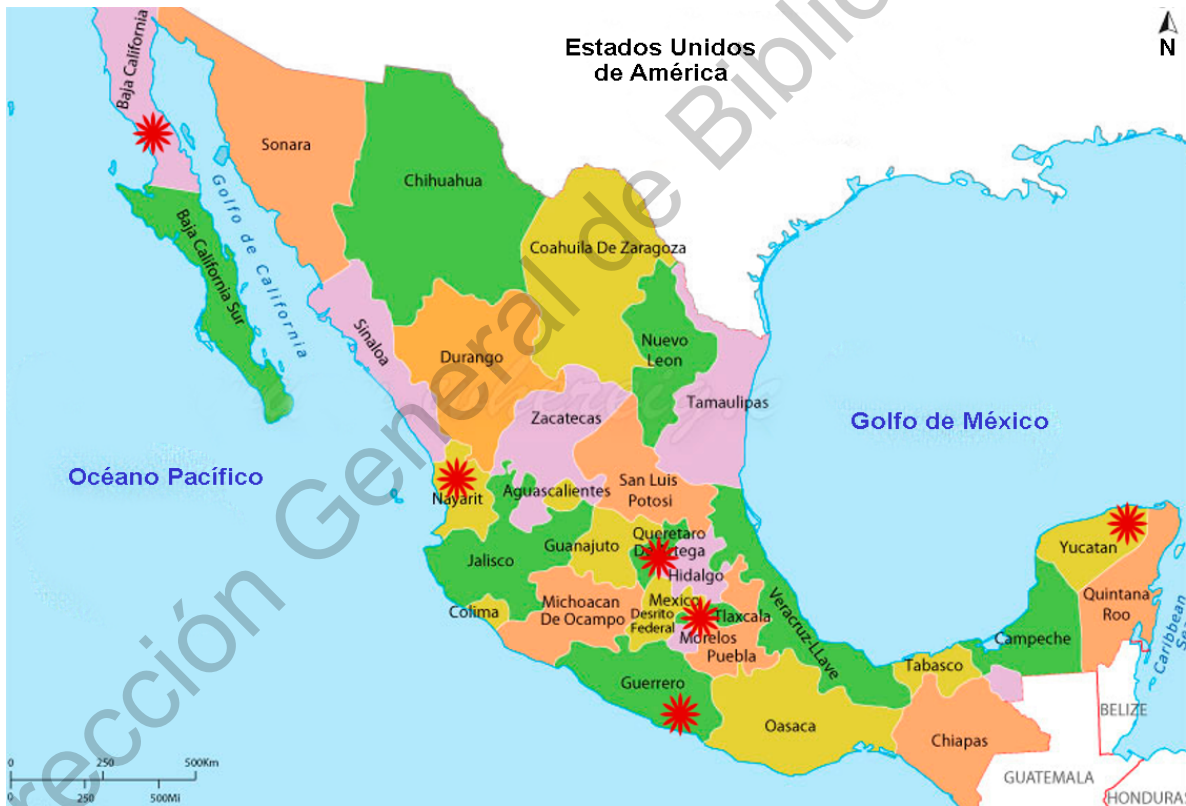 Estados Unidos
de América
N
Baja California
Sonara
Chihuahua
Coahuila De Zaragoza
Golfo de California
Baja California Sur
Sinaloa
Durango
Nuevo
Leon
Tamaulipas
Zacatecas
Golfo de México
Océano Pacífico
Nayarit
Aguascalientes
San Luis
Potosi
Queretaro
Hidalgo
Guanajuto
Jalisco
Yucatan
Quintana
Roo
Colima
Michoacan
De Ocampo
Mexico
Desrito
Federal
Tlaxcala
Morelos
Puebla
Veracruz-LLave
Campeche
Tabasco
Caribbean
Guerrero
Oasaca
Chiapas
BELIZE
GUATEMALA
HONDURAS
0 250 500Km
0 250 500Mi
rección General de Biblio